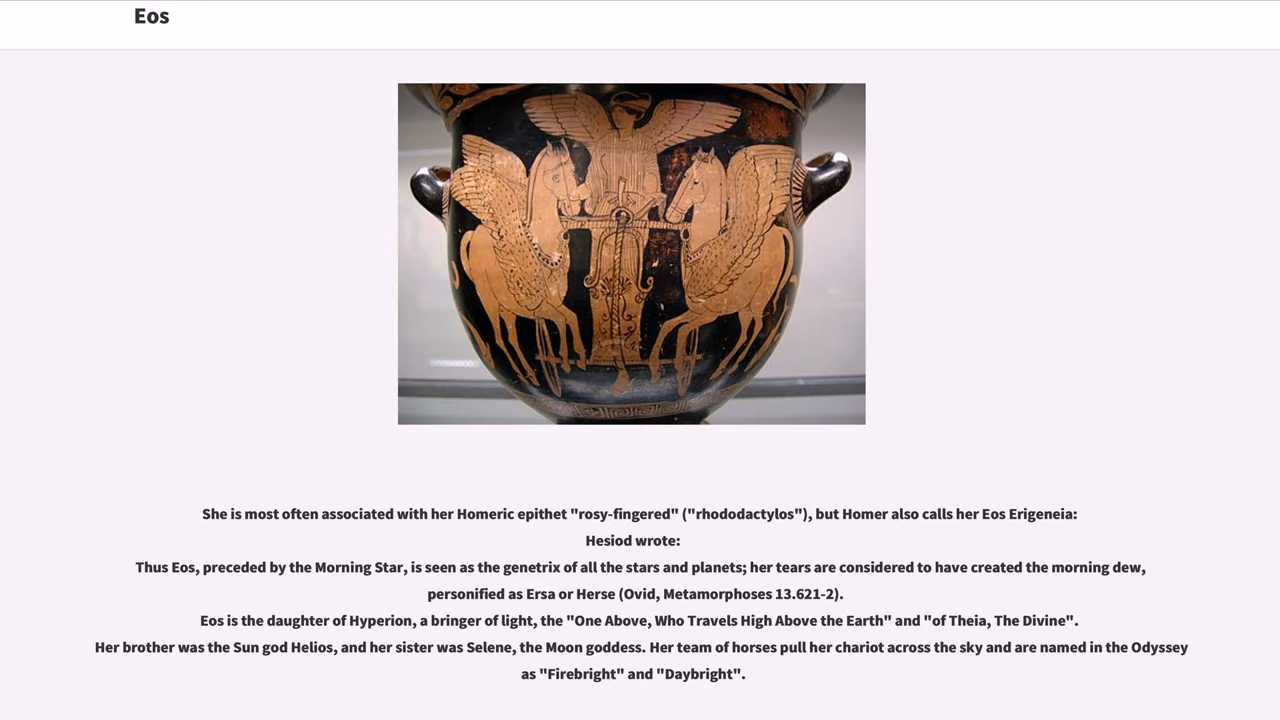 Eos
She is most often associated with her Homeric epithet "rosy-fingered" ("rhododactylos"), but Homer also calls her Eos Erigeneia:
Hesiod wrote:
Thus Eos, preceded by the Morning Star, is seen as the genetrix of all the stars and planets; her tears are considered to have created the morning dew,
personified as Ersa or Herse (Ovid, Metamorphoses 13.621-2).
Eos is the daughter of Hyperion, a bringer of light, the "One Above, Who Travels High Above the Earth" and "of Theia, The Divine".
Her brother was the Sun god Helios, and her sister was Selene, the Moon goddess. Her team of horses pull her chariot across the sky and are named in the Odyssey
as "Firebright" and "Daybright".